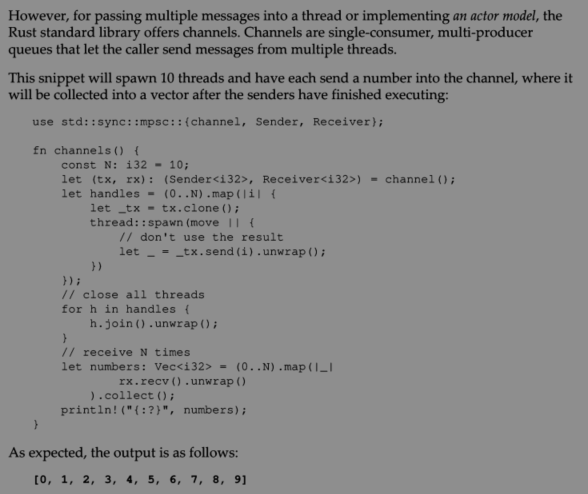 However, for passing multiple messages into a thread or implementing an actor model, the
Rust standard library offers channels. Channels are single-consumer, multi-producer
queues that let the caller send messages from multiple threads.
This snippet will spawn 10 threads and have each send a number into the channel, where it
will be collected into a vector after the senders have finished executing:
use std::sync::mpsc::{channel, Sender, Receiver};
fn channels() {
const N: i32 = 10;
let (tx, rx): (Sender<i32>, Receiver<i32>) = channel();
let handles = (0..N).map(|i| {
let _tx = tx.clone();
thread::spawn(move || {
// don't use the result
let _ = _tx.send(i).unwrap();
})
});
// close all threads
for h in handles {
h.join().unwrap();
}
// receive N times
let numbers: Vec<i32> = (0..N).map(|_|
rx.recv().unwrap()
).collect();
println!("{:?}", numbers);
}
As expected, the output is as follows:
[0, 1, 2, 3, 4, 5, 6, 7, 8, 9]